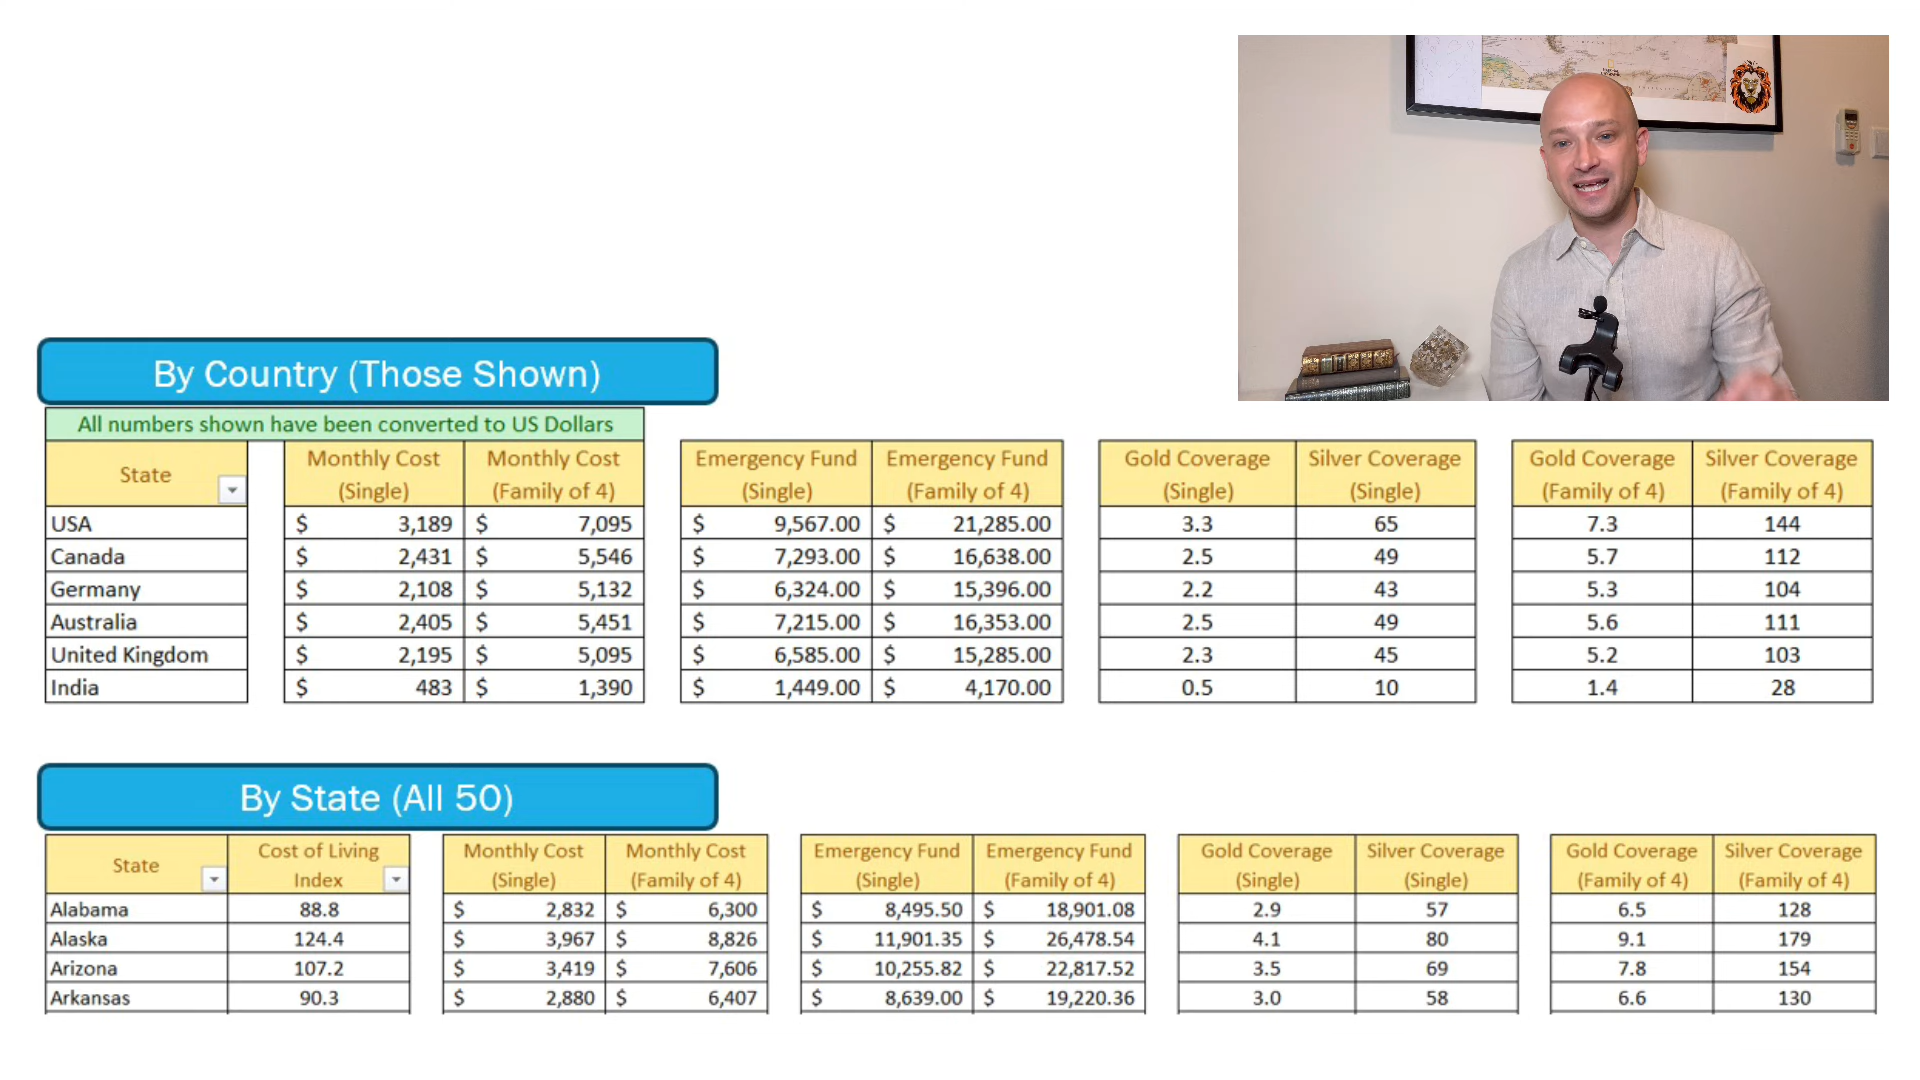 By Country (Those Shown)
All numbers shown have been converted to US Dollars
State Monthly Cost (Single) Monthly Cost (Family of 4) Emergency Fund (Single) Emergency Fund (Family of 4) Gold Coverage (Single) Silver Coverage (Single) Gold Coverage (Family of 4) Silver Coverage (Family of 4)
USA $ 3,189 $ 7,095 $ 9,567.00 $ 21,285.00 3.3 65 7.3 144
Canada $ 2,431 $ 5,546 $ 7,293.00 $ 16,638.00 2.5 49 5.7 112
Germany $ 2,108 $ 5,132 $ 6,324.00 $ 15,396.00 2.2 43 5.3 104
Australia $ 2,405 $ 5,451 $ 7,215.00 $ 16,353.00 2.5 49 5.6 111
United Kingdom $ 2,195 $ 5,095 $ 6,585.00 $ 15,285.00 2.3 45 5.2 103
India $ 483 $ 1,390 $ 1,449.00 $ 4,170.00 0.5 10 1.4 28
By State (All 50)
State Cost of Living Index Monthly Cost (Single) Monthly Cost (Family of 4) Emergency Fund (Single) Emergency Fund (Family of 4) Gold Coverage (Single) Silver Coverage (Single) Gold Coverage (Family of 4) Silver Coverage (Family of 4)
Alabama 88.8 $ 2,832 $ 6,300 $ 8,495.50 $ 18,901.08 2.9 57 6.5 128
Alaska 124.4 $ 3,967 $ 8,826 $ 11,901.35 $ 26,478.54 4.1 80 9.1 179
Arizona 107.2 $ 3,419 $ 7,606 $ 10,255.82 $ 22,817.52 3.5 69 7.8 154
Arkansas 90.3 $ 2,880 $ 6,407 $ 8,639.00 $ 19,220.36 3.0 58 6.6 130